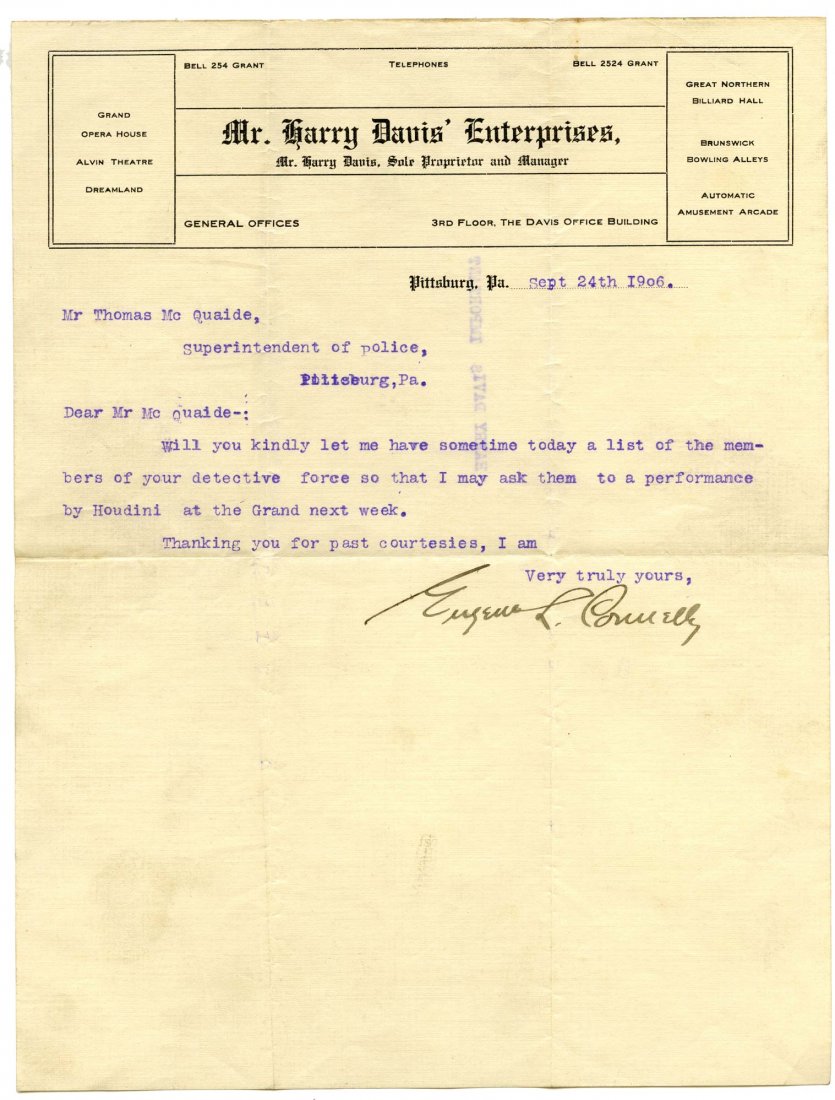 BELL 254 GRANT TELEPHONES BELL 2524 GRANT
GRAND
OPERA HOUSE
ALVIN THEATRE
DREAMLAND
Mr. Harry Davis' Enterprises,
Mr. Harry Davis, Sole Proprietor and Manager
GENERAL OFFICES 3RD FLOOR, THE DAVIS OFFICE BUILDING
GREAT NORTHERN
BILLIARD HALL
BRUNSWICK
BOWLING ALLEYS
AUTOMATIC
AMUSEMENT ARCADE
Pittsburg, Pa. Sept 24th 1906.
Mr Thomas Mc Quaide,
Superintendent of police,
Pittsburg,Pa.
Dear Mr Mc Quaide-:
Will you kindly let me have sometime today a list of the mem-
bers of your detective force so that I may ask them to a performance
by Houdini at the Grand next week.
Thanking you for past courtesies, I am
Very truly yours,
Eugene L. Connelly